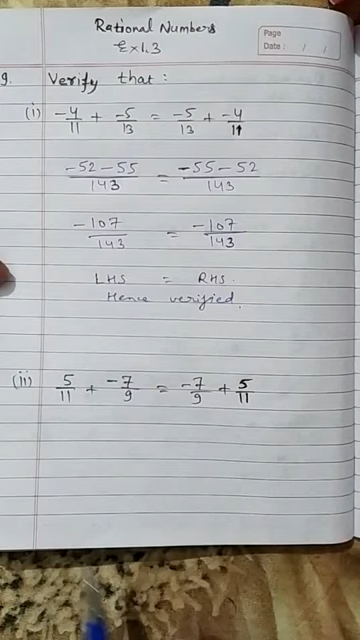 Rational Numbers
Ex 1.3
Page
Date : / /
9. Verify that :
(i) -4/11 + -5/13 = -5/13 + -4/11
-52-55/143 = -55-52/143
-107/143 = -107/143
LHS = RHS.
Hence verified.
(ii) 5/11 + -7/9 = -7/9 + 5/11